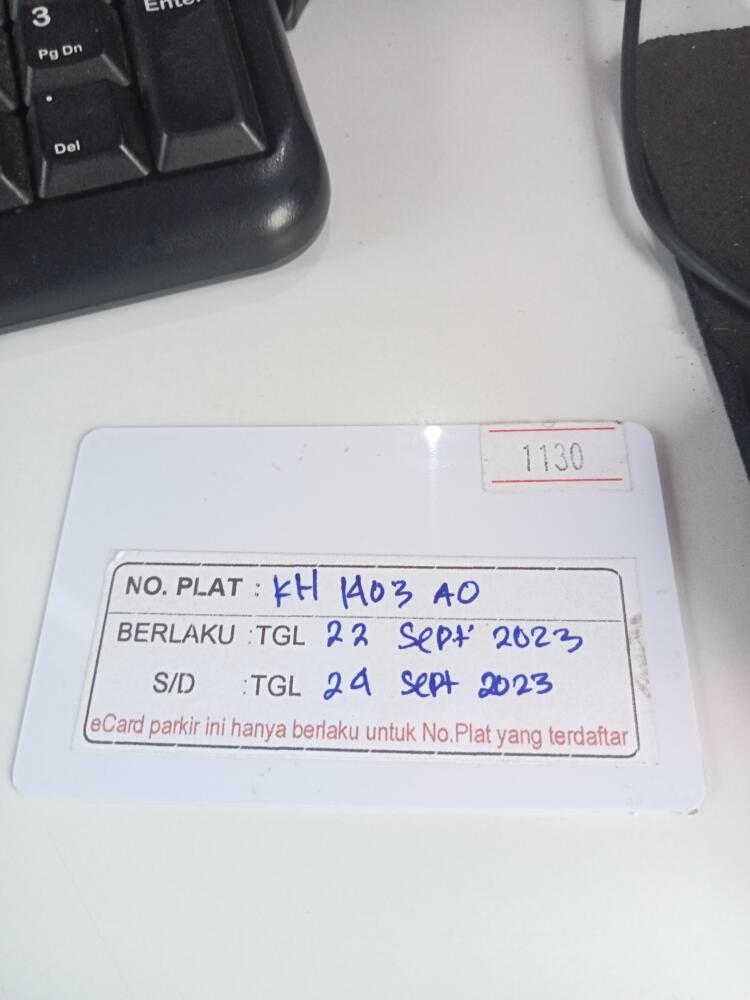 3
Pg Dn
Enter
.
Del
1130
NO. PLAT : KH 1403 AO
BERLAKU :TGL 22 Sept 2023
S/D :TGL 24 Sept 2023
eCard parkir ini hanya berlaku untuk No.Plat yang terdaftar